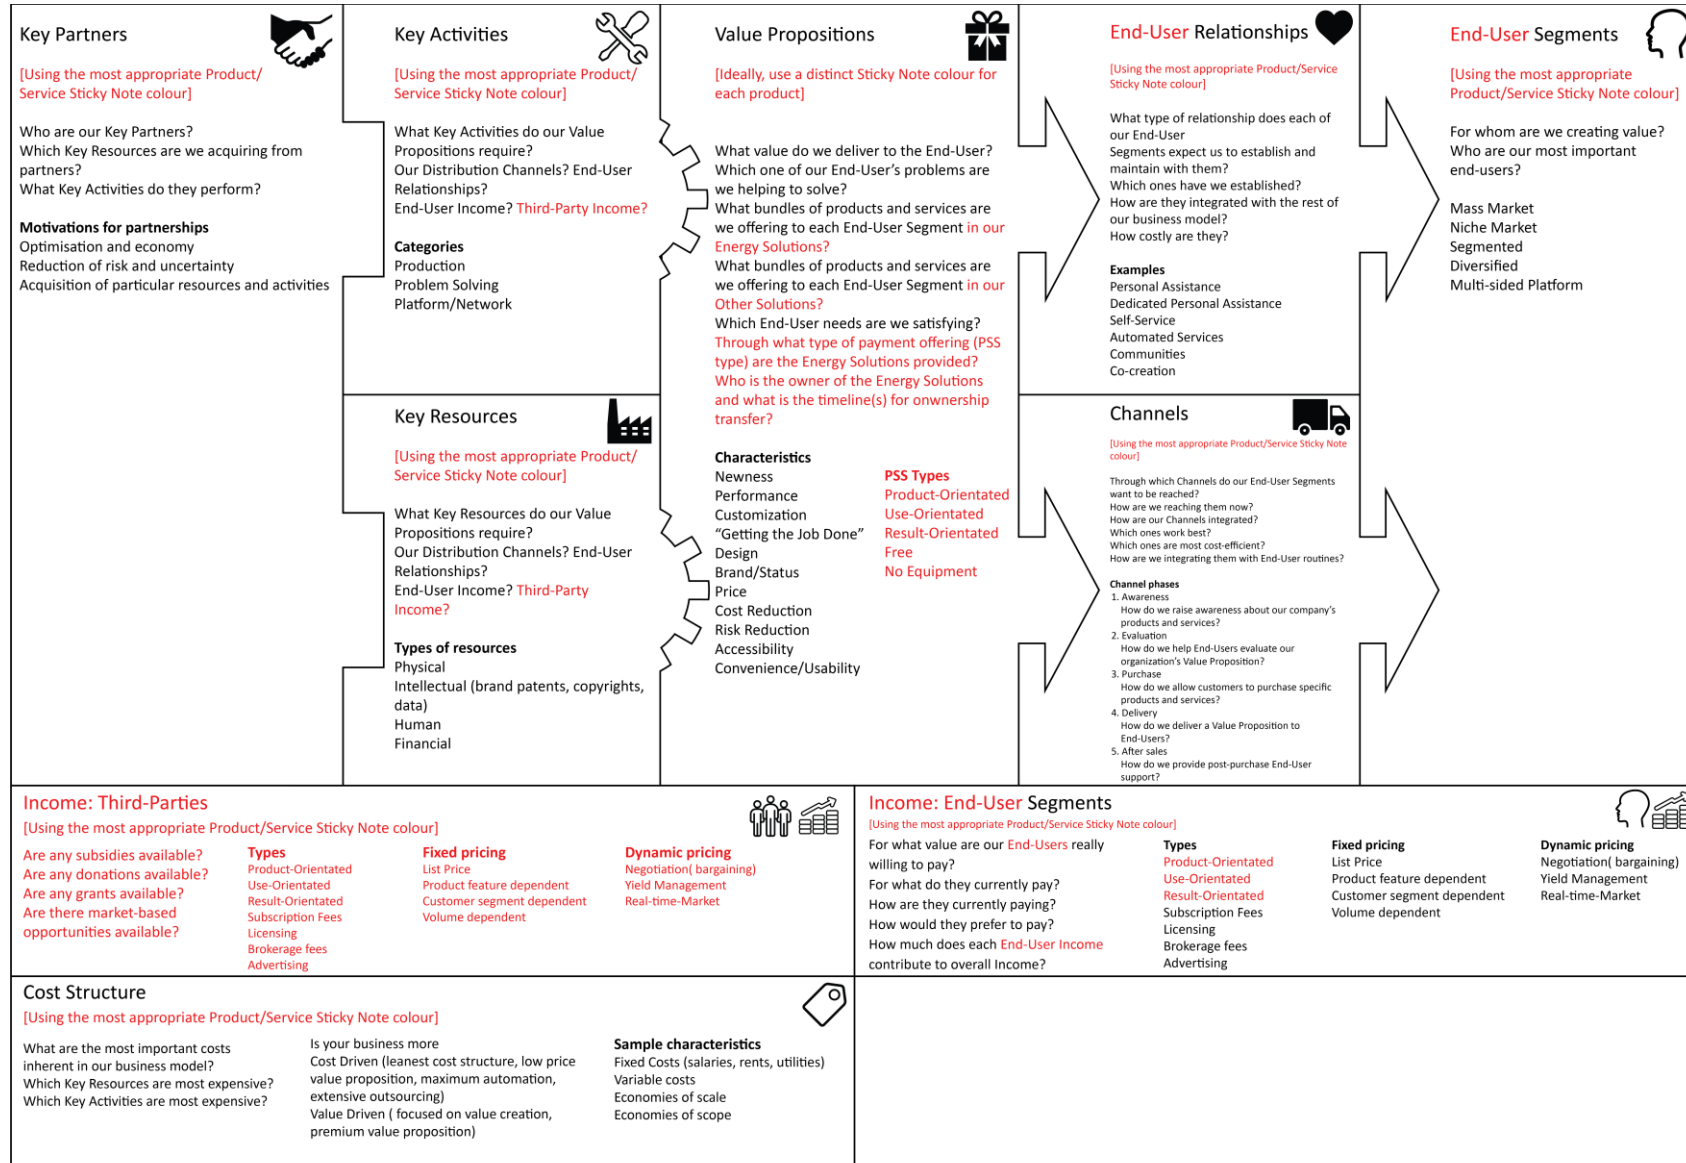 Key Partners
[Using the most appropriate Product/
Service Sticky Note colour]
Who are our Key Partners?
Which Key Resources are we acquiring from
partners?
What Key Activities do they perform?
Motivations for partnerships
Optimisation and economy
Reduction of risk and uncertainty
Acquisition of particular resources and activities
Key Activities
[Using the most appropriate Product/
Service Sticky Note colour]
What Key Activities do our Value
Propositions require?
Our Distribution Channels? End-User
Relationships?
End-User Income? Third-Party Income?
Categories
Production
Problem Solving
Platform/Network
Key Resources
[Using the most appropriate Product/
Service Sticky Note colour]
What Key Resources do our Value
Propositions require?
Our Distribution Channels? End-User
Relationships?
End-User Income? Third-Party
Income?
Types of resources
Physical
Intellectual (brand patents, copyrights,
data)
Human
Financial
Value Propositions
[Ideally, use a distinct Sticky Note colour for
each product]
What value do we deliver to the End-User?
Which one of our End-User's problems are
we helping to solve?
What bundles of products and services are
we offering to each End-User Segment in our
Energy Solutions?
What bundles of products and services are
we offering to each End-User Segment in our
Other Solutions?
Which End-User needs are we satisfying?
Through what type of payment offering (PSS
type) are the Energy Solutions provided?
Who is the owner of the Energy Solutions
and what is the timeline(s) for onwnership
transfer?
Characteristics
Newness
Performance
Customization
“Getting the Job Done”
Design
Brand/Status
Price
Cost Reduction
Risk Reduction
Accessibility
Convenience/Usability
PSS Types
Product-Orientated
Use-Orientated
Result-Orientated
Free
No Equipment
End-User Relationships
[Using the most appropriate Product/Service
Sticky Note colour]
What type of relationship does each of
our End-User
Segments expect us to establish and
maintain with them?
Which ones have we established?
How are they integrated with the rest of
our business model?
How costly are they?
Examples
Personal Assistance
Dedicated Personal Assistance
Self-Service
Automated Services
Communities
Co-creation
Channels
[Using the most appropriate Product/Service Sticky Note
colour]
Through which Channels do our End-User Segments
want to be reached?
How are we reaching them now?
How are our Channels integrated?
Which ones work best?
Which ones are most cost-efficient?
How are we integrating them with End-User routines?
Channel phases
1. Awareness
How do we raise awareness about our company's
products and services?
2. Evaluation
How do we help End-Users evaluate our
organization's Value Proposition?
3. Purchase
How do we allow customers to purchase specific
products and services?
4. Delivery
How do we deliver a Value Proposition to
End-Users?
5. After sales
How do we provide post-purchase End-User
support?
End-User Segments
[Using the most appropriate
Product/Service Sticky Note colour]
For whom are we creating value?
Who are our most important
end-users?
Mass Market
Niche Market
Segmented
Diversified
Multi-sided Platform
Income: Third-Parties
[Using the most appropriate Product/Service Sticky Note colour]
Are any subsidies available?
Are any donations available?
Are any grants available?
Are there market-based
opportunities available?
Types
Product-Orientated
Use-Orientated
Result-Orientated
Subscription Fees
Licensing
Brokerage fees
Advertising
Fixed pricing
List Price
Product feature dependent
Customer segment dependent
Volume dependent
Dynamic pricing
Negotiation( bargaining)
Yield Management
Real-time-Market
Income: End-User Segments
[Using the most appropriate Product/Service Sticky Note colour]
For what value are our End-Users really
willing to pay?
For what do they currently pay?
How are they currently paying?
How would they prefer to pay?
How much does each End-User Income
contribute to overall Income?
Types
Product-Orientated
Use-Orientated
Result-Orientated
Subscription Fees
Licensing
Brokerage fees
Advertising
Fixed pricing
List Price
Product feature dependent
Customer segment dependent
Volume dependent
Dynamic pricing
Negotiation( bargaining)
Yield Management
Real-time-Market
Cost Structure
[Using the most appropriate Product/Service Sticky Note colour]
What are the most important costs
inherent in our business model?
Which Key Resources are most expensive?
Which Key Activities are most expensive?
Is your business more
Cost Driven (leanest cost structure, low price
value proposition, maximum automation,
extensive outsourcing)
Value Driven ( focused on value creation,
premium value proposition)
Sample characteristics
Fixed Costs (salaries, rents, utilities)
Variable costs
Economies of scale
Economies of scope